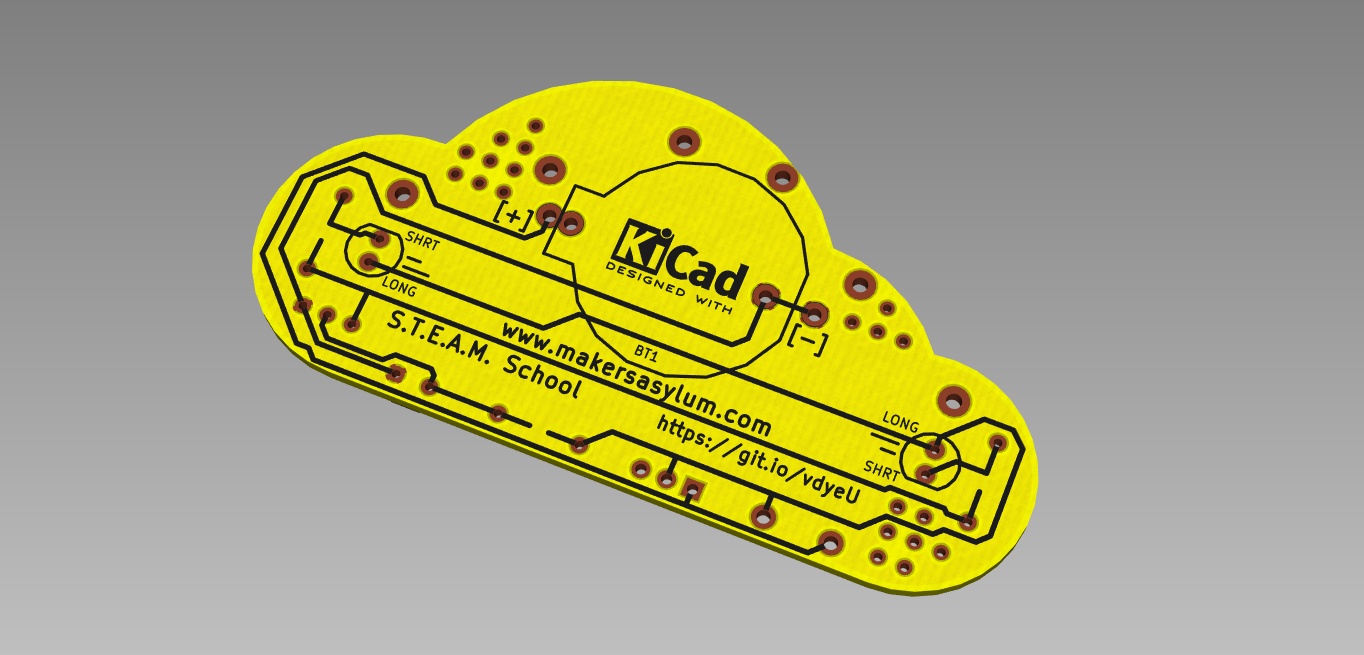 [+]
KiCad
DESIGNED WITH
SHRT
LONG
[-]
BT1
www.makersasylum.com
S.T.E.A.M. School
https://git.io/vdyeU
LONG
SHRT